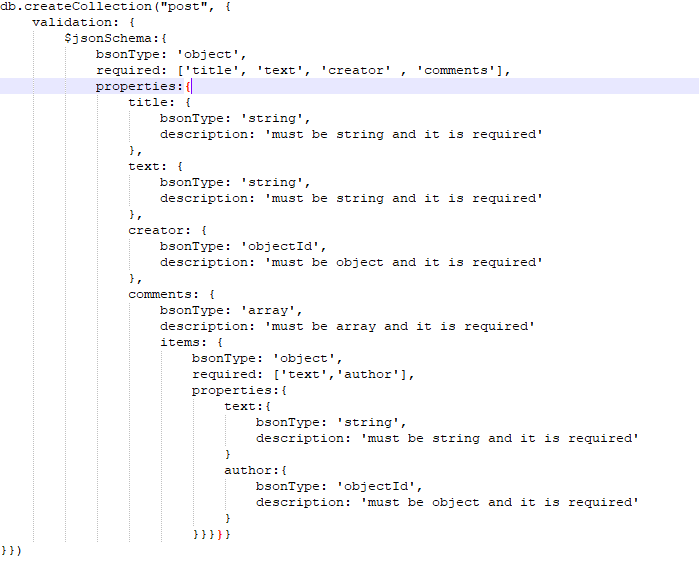 db.createCollection("post", {
    validation: {
        $jsonSchema:{
            bsonType: 'object',
            required: ['title', 'text', 'creator' , 'comments'],
            properties:{
                title: {
                    bsonType: 'string',
                    description: 'must be string and it is required'
                },
                text: {
                    bsonType: 'string',
                    description: 'must be string and it is required'
                },
                creator: {
                    bsonType: 'objectId',
                    description: 'must be object and it is required'
                },
                comments: {
                    bsonType: 'array',
                    description: 'must be array and it is required'
                    items: {
                        bsonType: 'object',
                        required: ['text','author'],
                        properties:{
                            text:{
                                bsonType: 'string',
                                description: 'must be string and it is required'
                            }
                            author:{
                                bsonType: 'objectId',
                                description: 'must be object and it is required'
                            }
                        }}}}}
}})